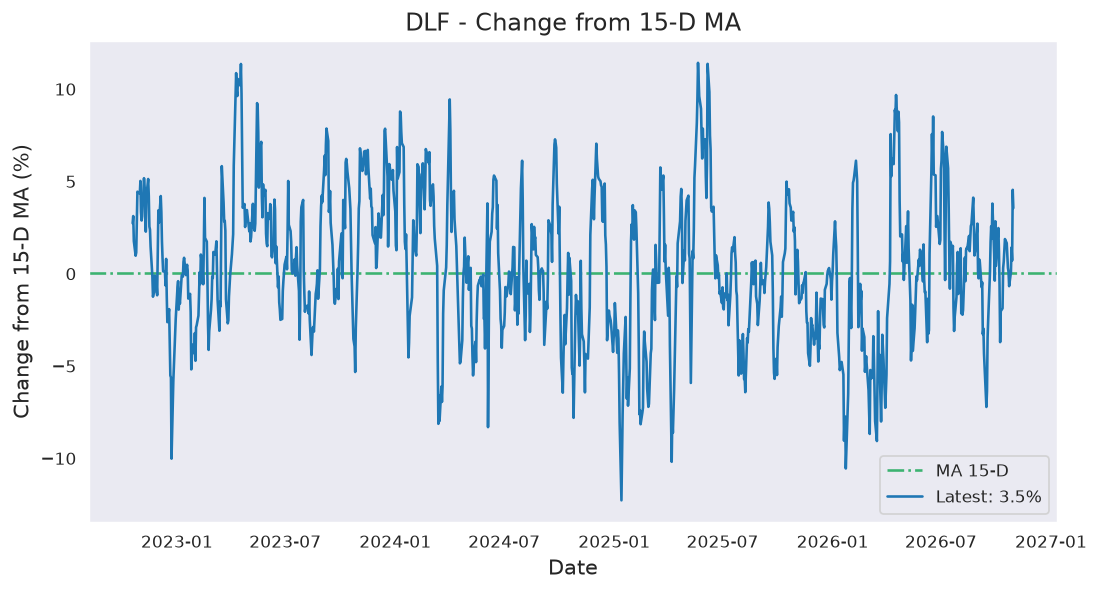 DLF - Change from 15-D MA
Change from 15-D MA (%)
10
5
0
−5
−10
MA 15-D
Latest: 3.5%
2023-01
2023-07
2024-01
2024-07
2025-01
2025-07
2026-01
2026-07
2027-01
Date